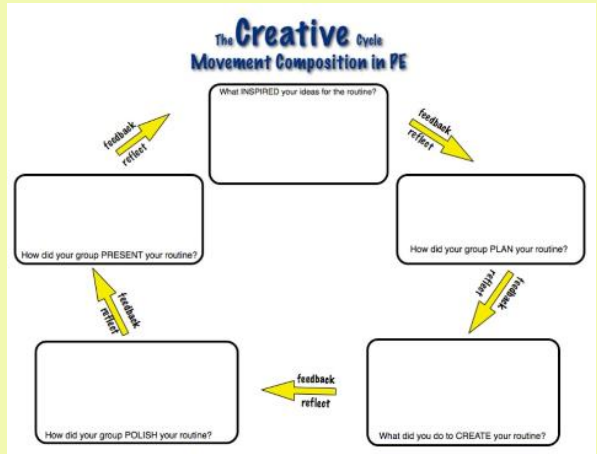 The Creative Cycle
Movement Composition in PE
What INSPIRED your ideas for the routine?
feedback
reflect
How did your group PLAN your routine?
feedback
reflect
What did you do to CREATE your routine?
feedback
reflect
How did your group POLISH your routine?
feedback
reflect
How did your group PRESENT your routine?
feedback
reflect